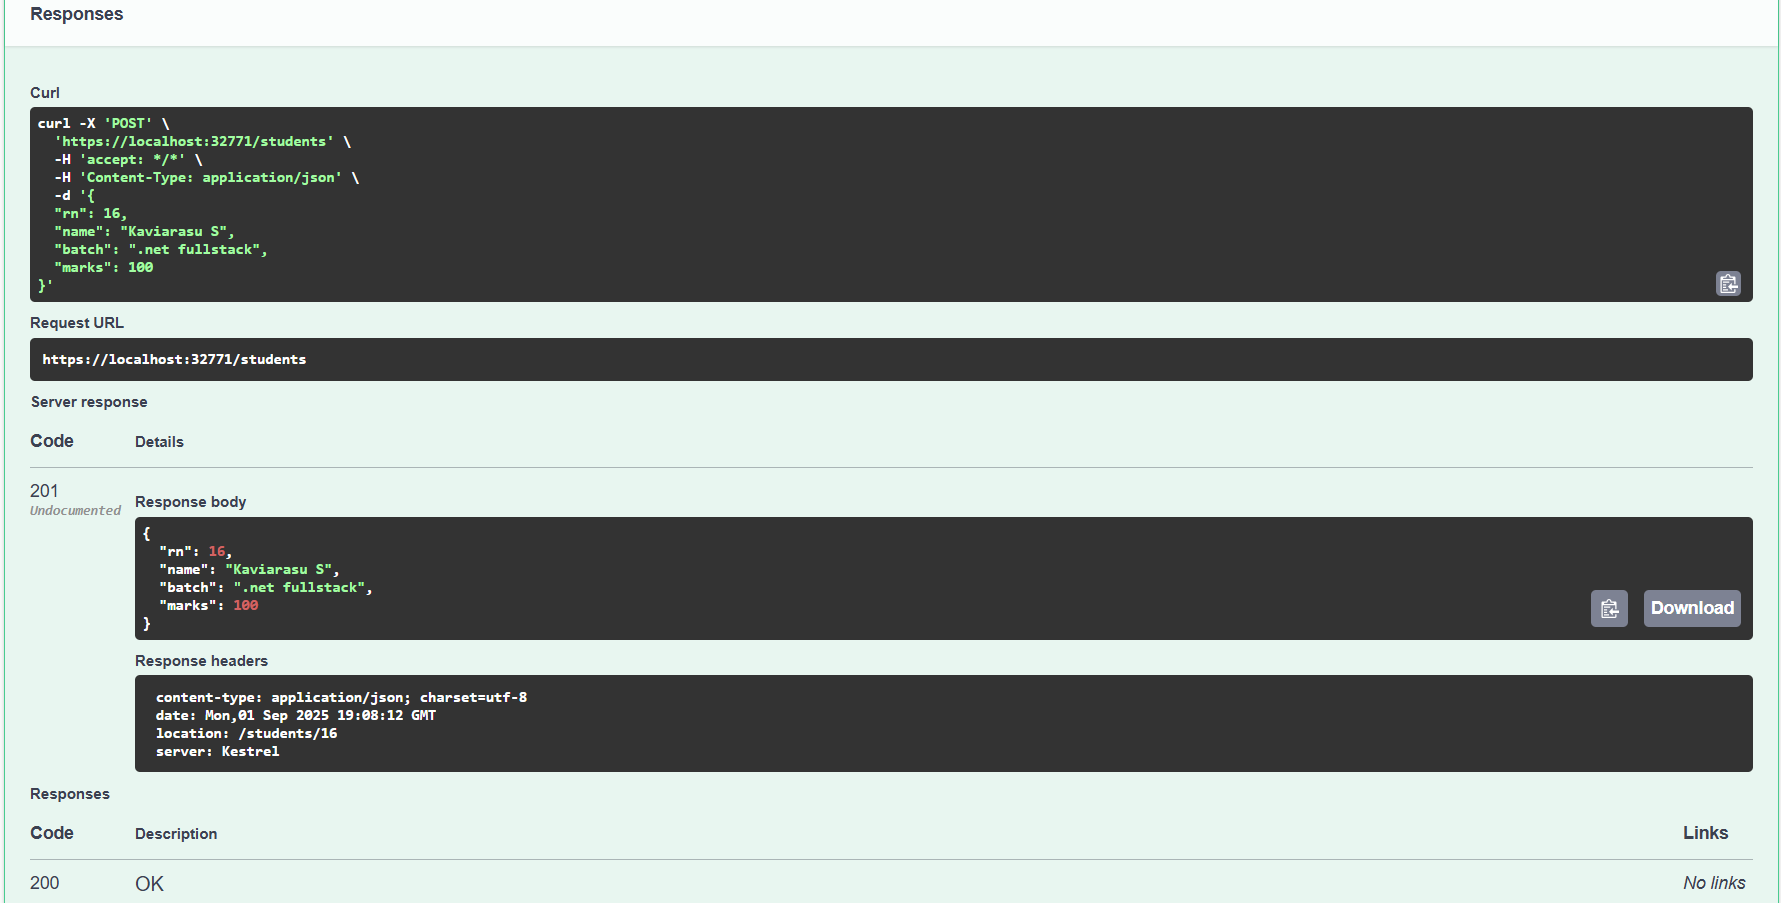 Responses
Curl
curl -X 'POST' \
  'https://localhost:32771/students' \
  -H 'accept: */*' \
  -H 'Content-Type: application/json' \
  -d '{
  "rn": 16,
  "name": "Kaviarasu S",
  "batch": ".net fullstack",
  "marks": 100
}'
Request URL
https://localhost:32771/students
Server response
Code Details
201
Undocumented
Response body
{
  "rn": 16,
  "name": "Kaviarasu S",
  "batch": ".net fullstack",
  "marks": 100
}
Download
Response headers
content-type: application/json; charset=utf-8
date: Mon,01 Sep 2025 19:08:12 GMT
location: /students/16
server: Kestrel
Responses
Code Description Links
200 OK No links